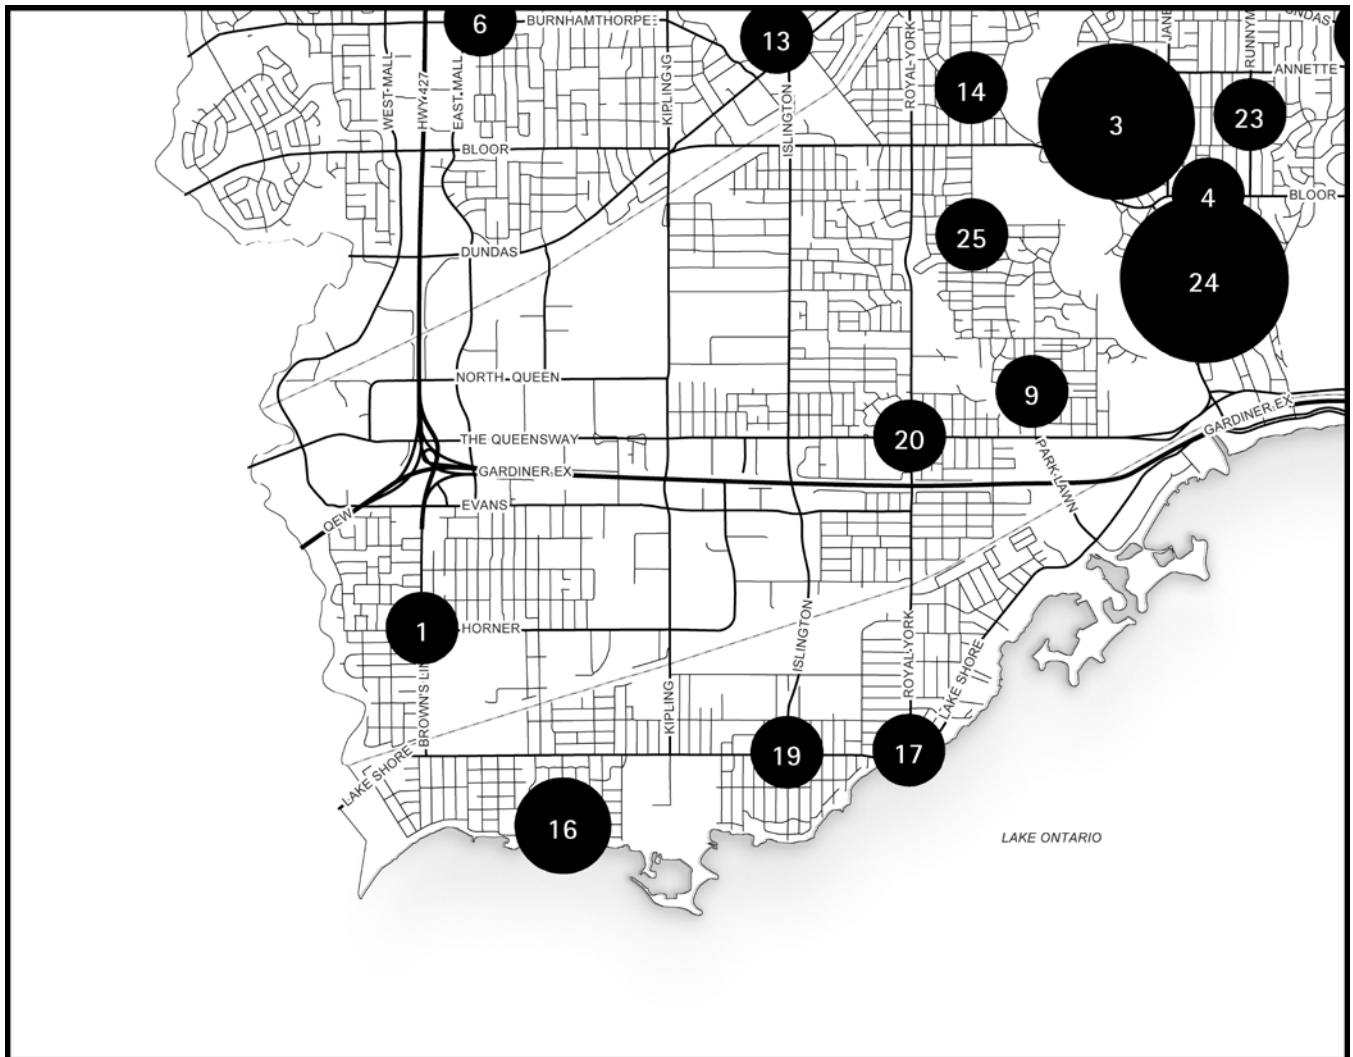 6
BURNHAMTHORPE
13
WEST MALL
HWY 427
EAST MALL
KIPLING
ISLINGTON
ROYAL YORK
14
3
JANE
ANNETTE
23
BLOOR
4
BLOOR
25
DUNDAS
24
NORTH QUEEN
9
20
THE QUEENSWAY
GARDINER EX
GARDINER EX
PARK LAWN
EVANS
QEW
1
HORNER
ISLINGTON
ROYAL YORK
LAKE SHORE
KIPLING
BROWN'S
LAKE SHORE
19
17
16
LAKE ONTARIO